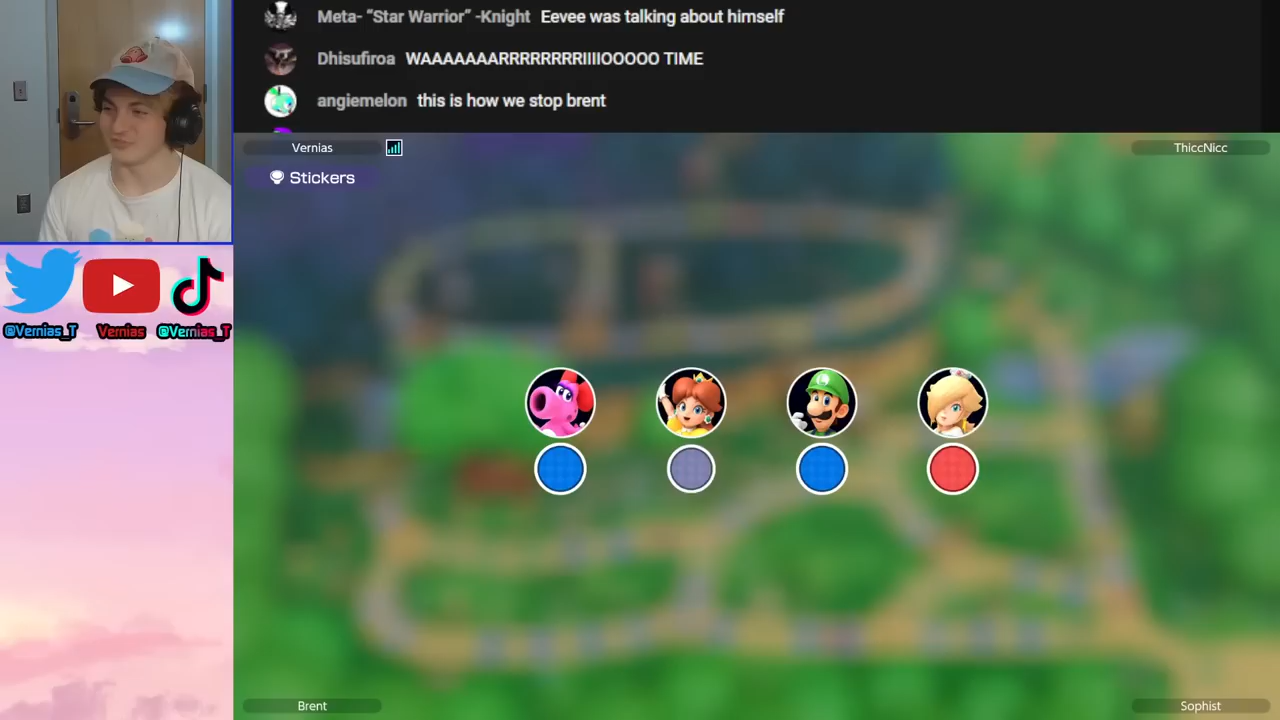 Meta- “Star Warrior” -Knight Eevee was talking about himself
Dhisufiroa WAAAAAAARRRRRRRRIIIIOOOOO TIME
angiemelon this is how we stop brent
Vernias
ThiccNicc
Stickers
@Vernias_T Vernias @Vernias_T
Brent
Sophist